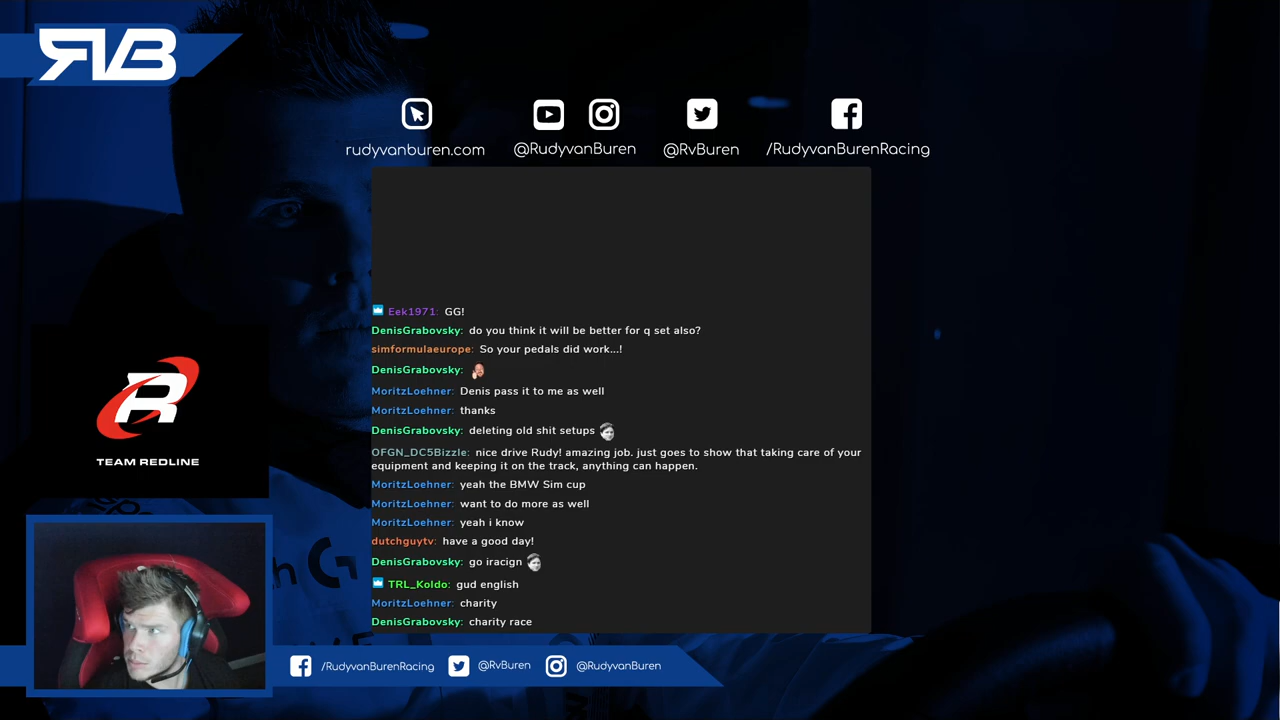 RVB
rudyvanburen.com
@RudyvanBuren
@RvBuren
/RudyvanBurenRacing
Eek1971: GG!
DenisGrabovsky: do you think it will be better for q set also?
simformulaeurope: So your pedals did work...!
DenisGrabovsky:
MoritzLoehner: Denis pass it to me as well
MoritzLoehner: thanks
DenisGrabovsky: deleting old shit setups
OFGN_DC5Bizzle: nice drive Rudy! amazing job. just goes to show that taking care of your
equipment and keeping it on the track, anything can happen.
MoritzLoehner: yeah the BMW Sim cup
MoritzLoehner: want to do more as well
MoritzLoehner: yeah i know
dutchguytv: have a good day!
DenisGrabovsky: go iracign
TRL_Koldo: gud english
MoritzLoehner: charity
DenisGrabovsky: charity race
R
TEAM REDLINE
/RudyvanBurenRacing
@RvBuren
@RudyvanBuren